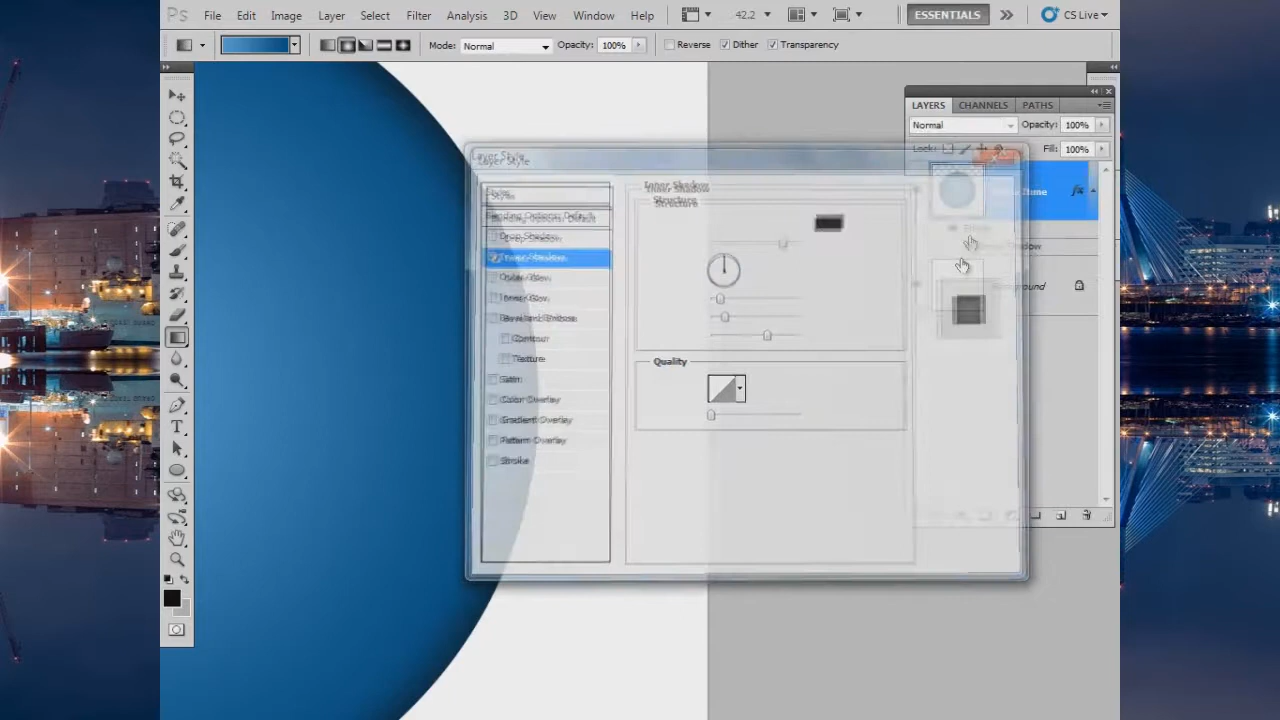 Ps File Edit Image Layer Select Filter Analysis 3D View Window Help 42.2 ESSENTIALS CS Live
Mode: Normal Opacity: 100% Reverse Dither Transparency
LAYERS CHANNELS PATHS
Normal Opacity: 100%
Lock: Fill: 100%
Layer Style
Layer Style
Styles
Blending Options: Default
Drop Shadow
Inner Shadow
Outer Glow
Inner Glow
Bevel and Emboss
Contour
Texture
Satin
Color Overlay
Gradient Overlay
Pattern Overlay
Stroke
Inner Shadow
Structure
Quality
fx
Background